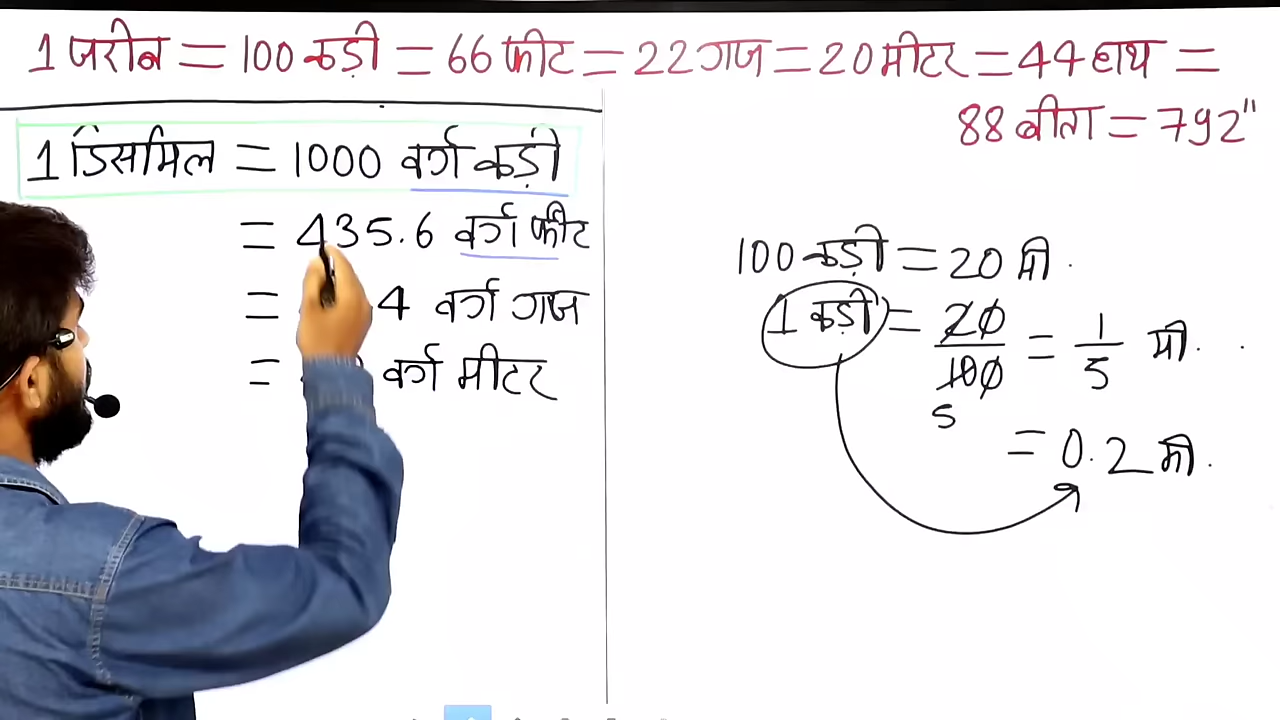 1 जरीब = 100 कड़ी = 66 फीट = 22 गज = 20 मीटर = 44 हाथ =
88 बीता = 792"
1 डिसमिल = 1000 वर्ग कड़ी
= 435.6 वर्ग फीट
= 4 वर्ग गज
= वर्ग मीटर
100 कड़ी = 20 मी.
1 कड़ी = 20/100 = 1/5 मी.
5
= 0.2 मी.